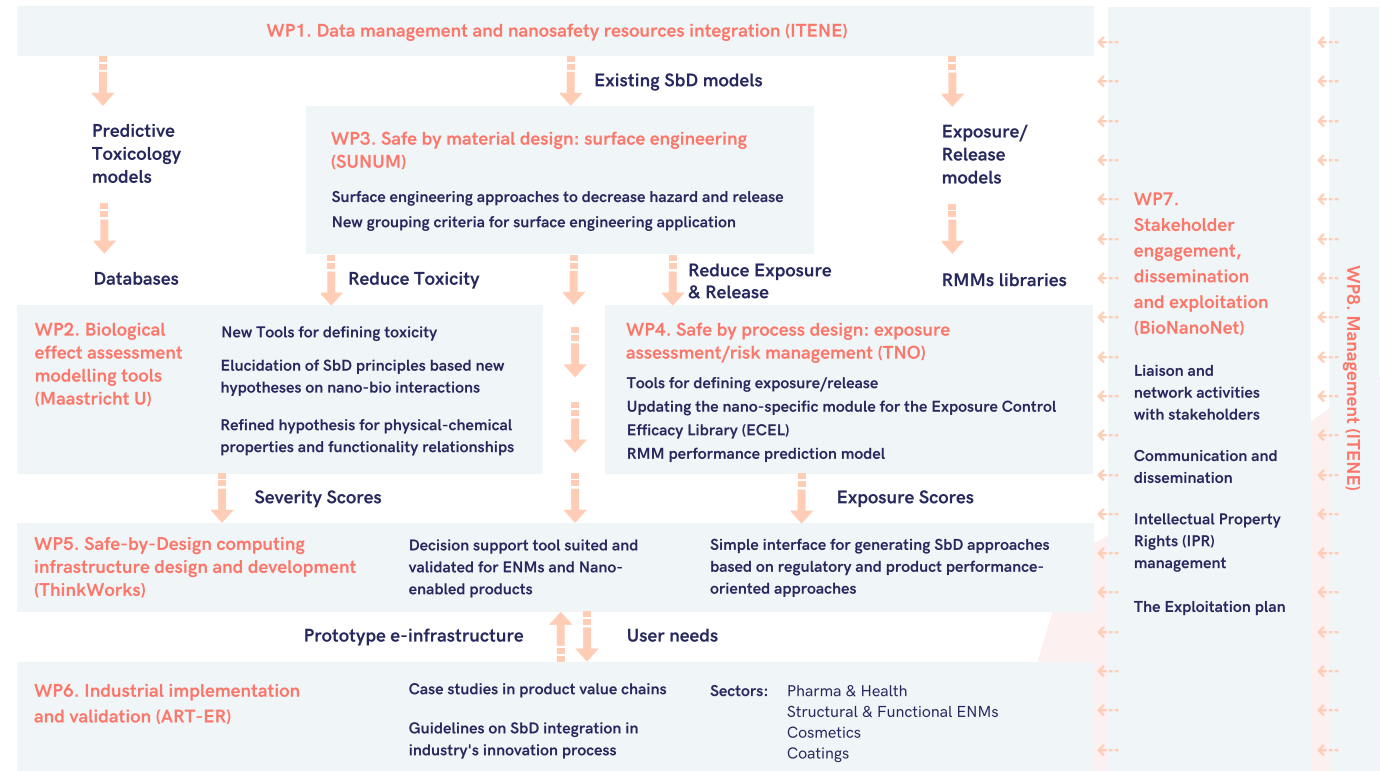 WP1. Data management and nanosafety resources integration (ITENE)
Existing SbD models
Predictive
Toxicology
models
Databases
WP3. Safe by material design: surface engineering
(SUNUM)
Surface engineering approaches to decrease hazard and release
New grouping criteria for surface engineering application
Exposure/
Release
models
RMMs libraries
Reduce Toxicity
Reduce Exposure
& Release
WP2. Biological
effect assessment
modelling tools
(Maastricht U)
New Tools for defining toxicity
Elucidation of SbD principles based new
hypotheses on nano-bio interactions
Refined hypothesis for physical-chemical
properties and functionality relationships
WP4. Safe by process design: exposure
assessment/risk management (TNO)
Tools for defining exposure/release
Updating the nano-specific module for the Exposure Control
Efficacy Library (ECEL)
RMM performance prediction model
Severity Scores
Exposure Scores
WP5. Safe-by-Design computing
infrastructure design and development
(ThinkWorks)
Decision support tool suited and
validated for ENMs and Nano-
enabled products
Simple interface for generating SbD approaches
based on regulatory and product performance-
oriented approaches
Prototype e-infrastructure
User needs
WP6. Industrial implementation
and validation (ART-ER)
Case studies in product value chains
Guidelines on SbD integration in
industry's innovation process
Sectors:
Pharma & Health
Structural & Functional ENMs
Cosmetics
Coatings
WP7.
Stakeholder
engagement,
dissemination
and exploitation
(BioNanoNet)
Liaison and
network activities
with stakeholders
Communication and
dissemination
Intellectual Property
Rights (IPR)
management
The Exploitation plan
WP8. Management (ITENE)